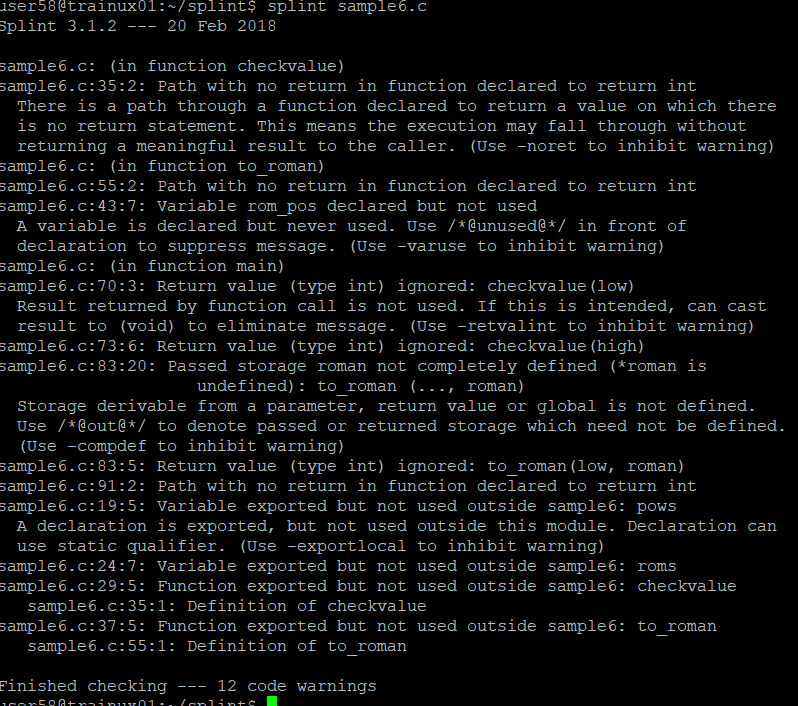 user58@trainux01:~/splint$ splint sample6.c
Splint 3.1.2 --- 20 Feb 2018

sample6.c: (in function checkvalue)
sample6.c:35:2: Path with no return in function declared to return int
  There is a path through a function declared to return a value on which there
  is no return statement. This means the execution may fall through without
  returning a meaningful result to the caller. (Use -noret to inhibit warning)
sample6.c: (in function to_roman)
sample6.c:55:2: Path with no return in function declared to return int
sample6.c:43:7: Variable rom_pos declared but not used
  A variable is declared but never used. Use /*@unused@*/ in front of
  declaration to suppress message. (Use -varuse to inhibit warning)
sample6.c: (in function main)
sample6.c:70:3: Return value (type int) ignored: checkvalue(low)
  Result returned by function call is not used. If this is intended, can cast
  result to (void) to eliminate message. (Use -retvalint to inhibit warning)
sample6.c:73:6: Return value (type int) ignored: checkvalue(high)
sample6.c:83:20: Passed storage roman not completely defined (*roman is
                    undefined): to_roman (..., roman)
  Storage derivable from a parameter, return value or global is not defined.
  Use /*@out@*/ to denote passed or returned storage which need not be defined.
  (Use -compdef to inhibit warning)
sample6.c:83:5: Return value (type int) ignored: to_roman(low, roman)
sample6.c:91:2: Path with no return in function declared to return int
sample6.c:19:5: Variable exported but not used outside sample6: pows
  A declaration is exported, but not used outside this module. Declaration can
  use static qualifier. (Use -exportlocal to inhibit warning)
sample6.c:24:7: Variable exported but not used outside sample6: roms
sample6.c:29:5: Function exported but not used outside sample6: checkvalue
   sample6.c:35:1: Definition of checkvalue
sample6.c:37:5: Function exported but not used outside sample6: to_roman
   sample6.c:55:1: Definition of to_roman

Finished checking --- 12 code warnings
user58@trainux01:~/splint$